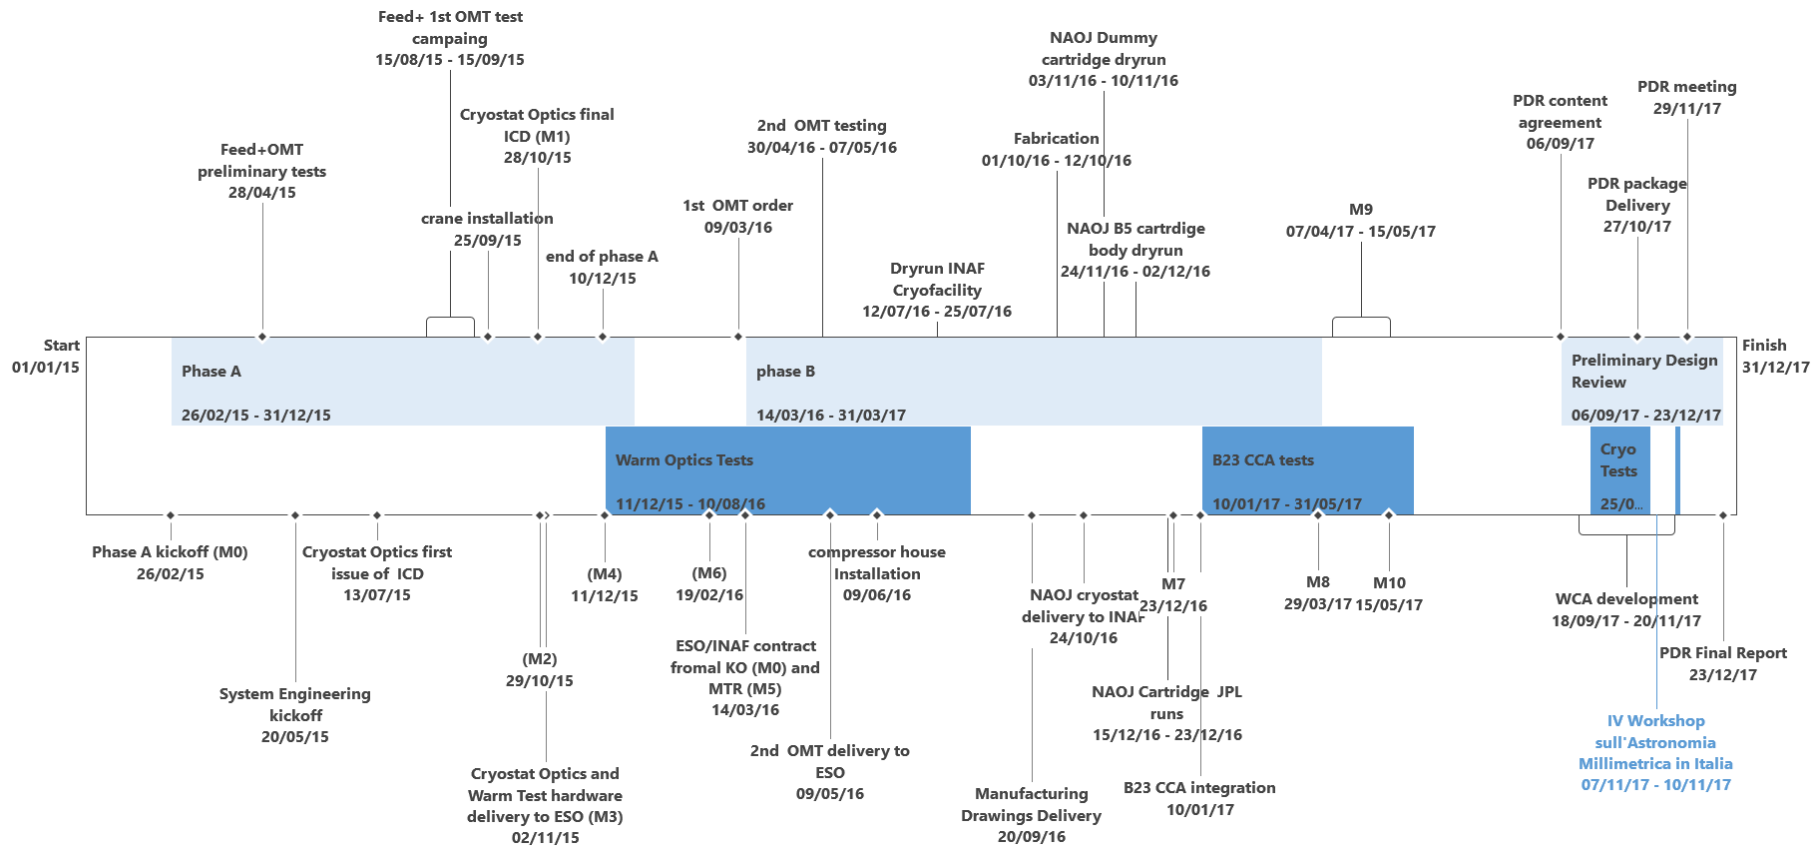 Feed+ 1st OMT test
campaing
15/08/15 - 15/09/15
NAOJ Dummy
cartridge dryrun
03/11/16 - 10/11/16
PDR meeting
29/11/17
PDR content
agreement
06/09/17
Cryostat Optics final
ICD (M1)
28/10/15
2nd OMT testing
30/04/16 - 07/05/16
Fabrication
01/10/16 - 12/10/16
Feed+OMT
preliminary tests
28/04/15
PDR package
Delivery
27/10/17
crane installation
25/09/15
1st OMT order
09/03/16
NAOJ B5 cartrdige
body dryrun
24/11/16 - 02/12/16
M9
07/04/17 - 15/05/17
end of phase A
10/12/15
Dryrun INAF
Cryofacility
12/07/16 - 25/07/16
Start
01/01/15
Finish
31/12/17
Phase A
26/02/15 - 31/12/15
phase B
14/03/16 - 31/03/17
Preliminary Design
Review
06/09/17 - 23/12/17
Warm Optics Tests
11/12/15 - 10/08/16
B23 CCA tests
10/01/17 - 31/05/17
Cryo
Tests
25/0...
Phase A kickoff (M0)
26/02/15
Cryostat Optics first
issue of ICD
13/07/15
(M4)
11/12/15
(M6)
19/02/16
compressor house
Installation
09/06/16
NAOJ cryostat
delivery to INAF
24/10/16
M7
23/12/16
M8
29/03/17
M10
15/05/17
WCA development
18/09/17 - 20/11/17
System Engineering
kickoff
20/05/15
(M2)
29/10/15
ESO/INAF contract
fromal KO (M0) and
MTR (M5)
14/03/16
NAOJ Cartridge JPL
runs
15/12/16 - 23/12/16
PDR Final Report
23/12/17
IV Workshop
sull'Astronomia
Millimetrica in Italia
07/11/17 - 10/11/17
Cryostat Optics and
Warm Test hardware
delivery to ESO (M3)
02/11/15
2nd OMT delivery to
ESO
09/05/16
Manufacturing
Drawings Delivery
20/09/16
B23 CCA integration
10/01/17